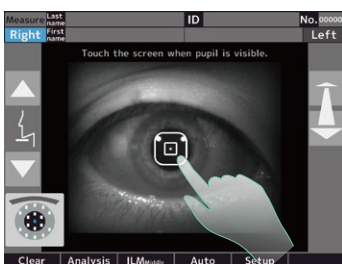 Measure Last name ID No. 00000
Right First name Left
Touch the screen when pupil is visible.
Clear Analysis ILM Middle Auto Setup